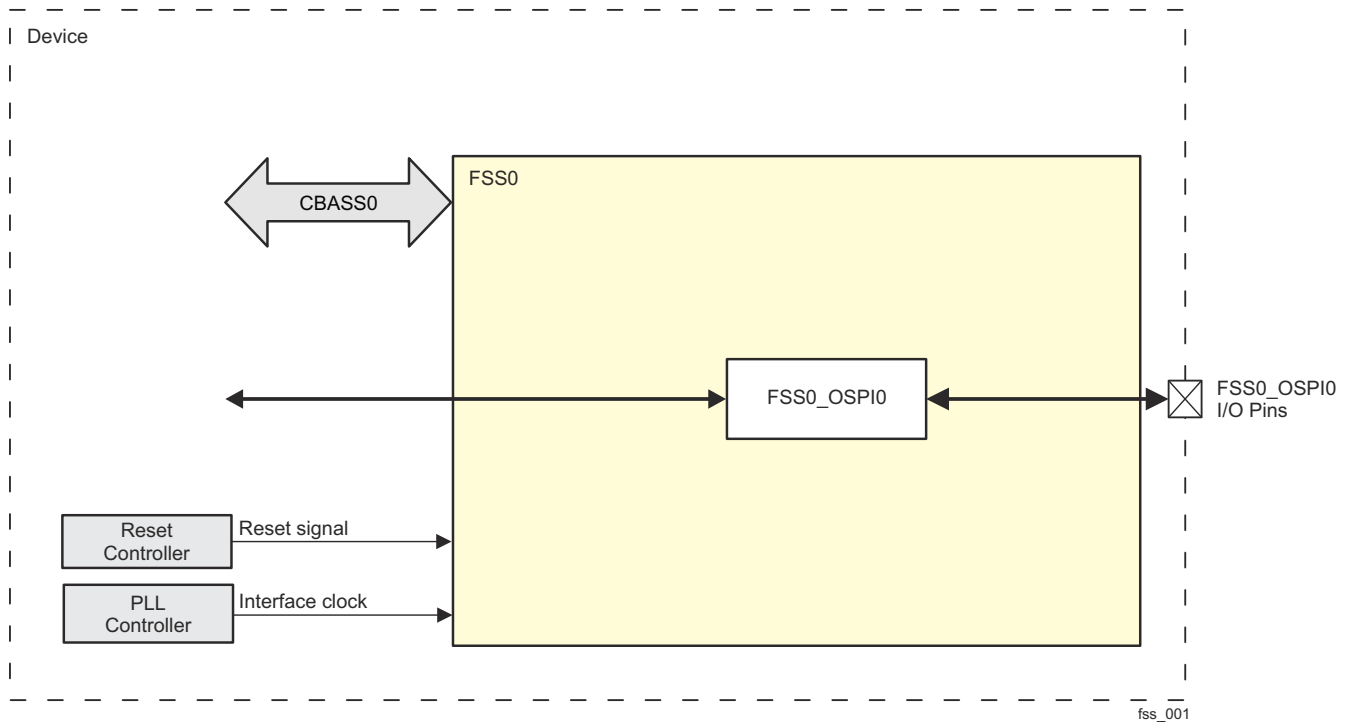 Device
FSS0
CBASS0
FSS0_OSPI0
FSS0_OSPI0
I/O Pins
Reset
Controller
Reset signal
PLL
Controller
Interface clock
fss_001